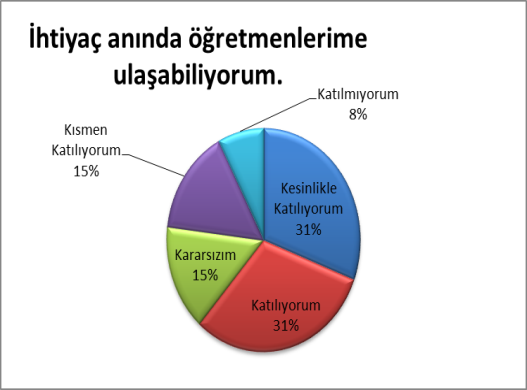 İhtiyaç anında öğretmenlerime
ulaşabiliyorum.
Katılmıyorum
8%
Kısmen
Katılıyorum
15%
Kesinlikle
Katılıyorum
31%
Kararsızım
15%
Katılıyorum
31%